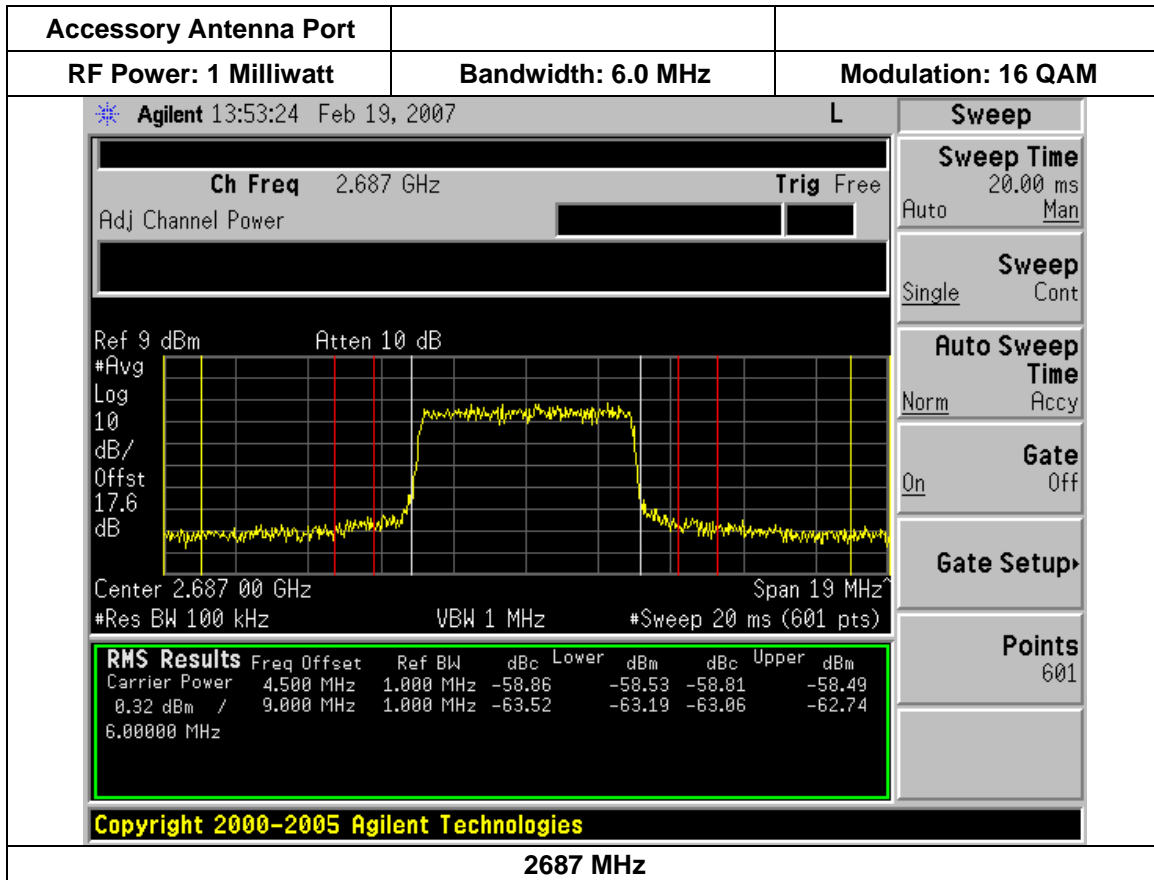 Accessory Antenna Port
RF Power: 1 Milliwatt Bandwidth: 6.0 MHz Modulation: 16 QAM
Agilent 13:53:24 Feb 19, 2007 L Sweep
Ch Freq 2.687 GHz Trig Free
Adj Channel Power
Sweep Time
20.00 ms
Auto Man
Sweep
Single Cont
Auto Sweep
Time
Norm Accy
Gate
On Off
Gate Setup▸
Points
601
Ref 9 dBm Atten 10 dB
#Avg
Log
10
dB/
Offst
17.6
dB
Center 2.687 00 GHz Span 19 MHz^
#Res BW 100 kHz VBW 1 MHz #Sweep 20 ms (601 pts)
RMS Results Freq Offset Ref BW dBc Lower dBm dBc Upper dBm
Carrier Power 4.500 MHz 1.000 MHz -58.86 -58.53 -58.81 -58.49
0.32 dBm / 9.000 MHz 1.000 MHz -63.52 -63.19 -63.06 -62.74
6.00000 MHz
Copyright 2000-2005 Agilent Technologies
2687 MHz